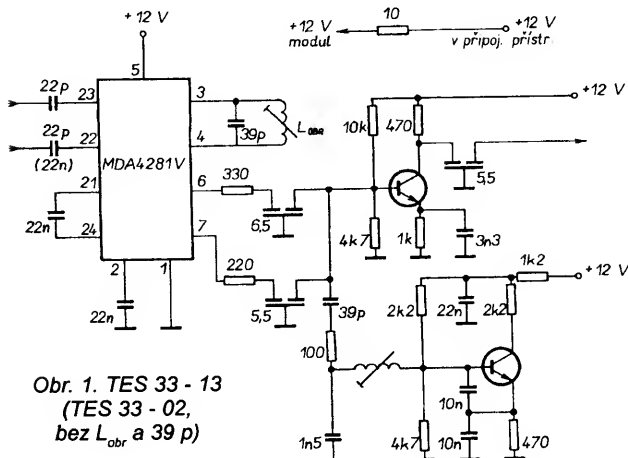 +12 V
modul
10
+12 V
v připoj. přístr.
+12 V
5
22p
23
3
22p
(22n)
22
39p
L OBR
4
MDA4281V
21
22n
24
6
330
7
220
6,5
5,5
2
1
22n
10k
470
+12 V
5,5
4k7
1k
3n3
39p
100
1n5
1k2
+12 V
2k2
22n
2k2
10n
10n
4k7
470
Obr. 1. TES 33 - 13
(TES 33 - 02,
bez Lobr a 39 p)